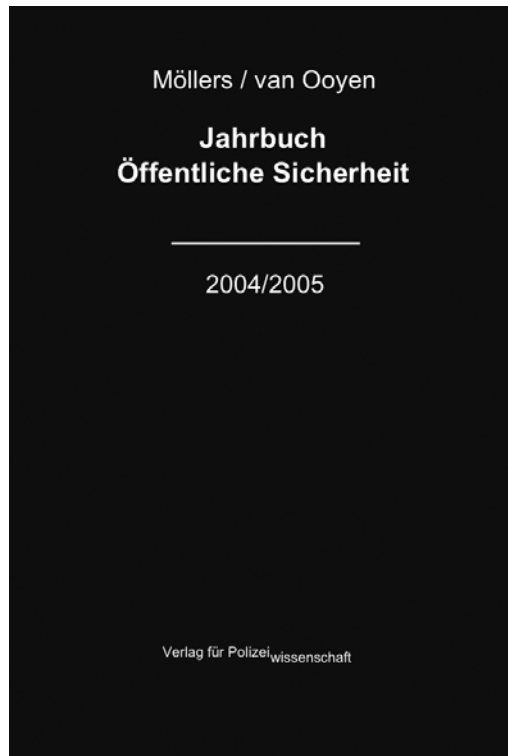 Möllers / van Ooyen
Jahrbuch
Öffentliche Sicherheit
2004/2005
Verlag für Polizeiwissenschaft